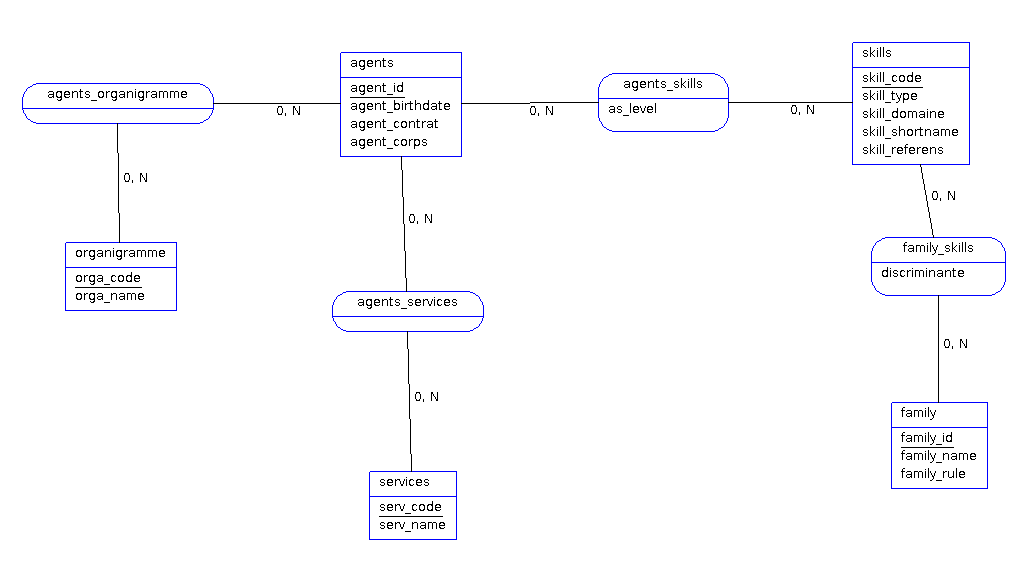 agents_organigramme
0, N
agents
agent_id
agent_birthdate
agent_contrat
agent_corps
0, N
agents_skills
as_level
0, N
skills
skill_code
skill_type
skill_domaine
skill_shortname
skill_referens
0, N
0, N
0, N
family_skills
discriminante
organigramme
orga_code
orga_name
agents_services
0, N
0, N
family
family_id
family_name
family_rule
services
serv_code
serv_name